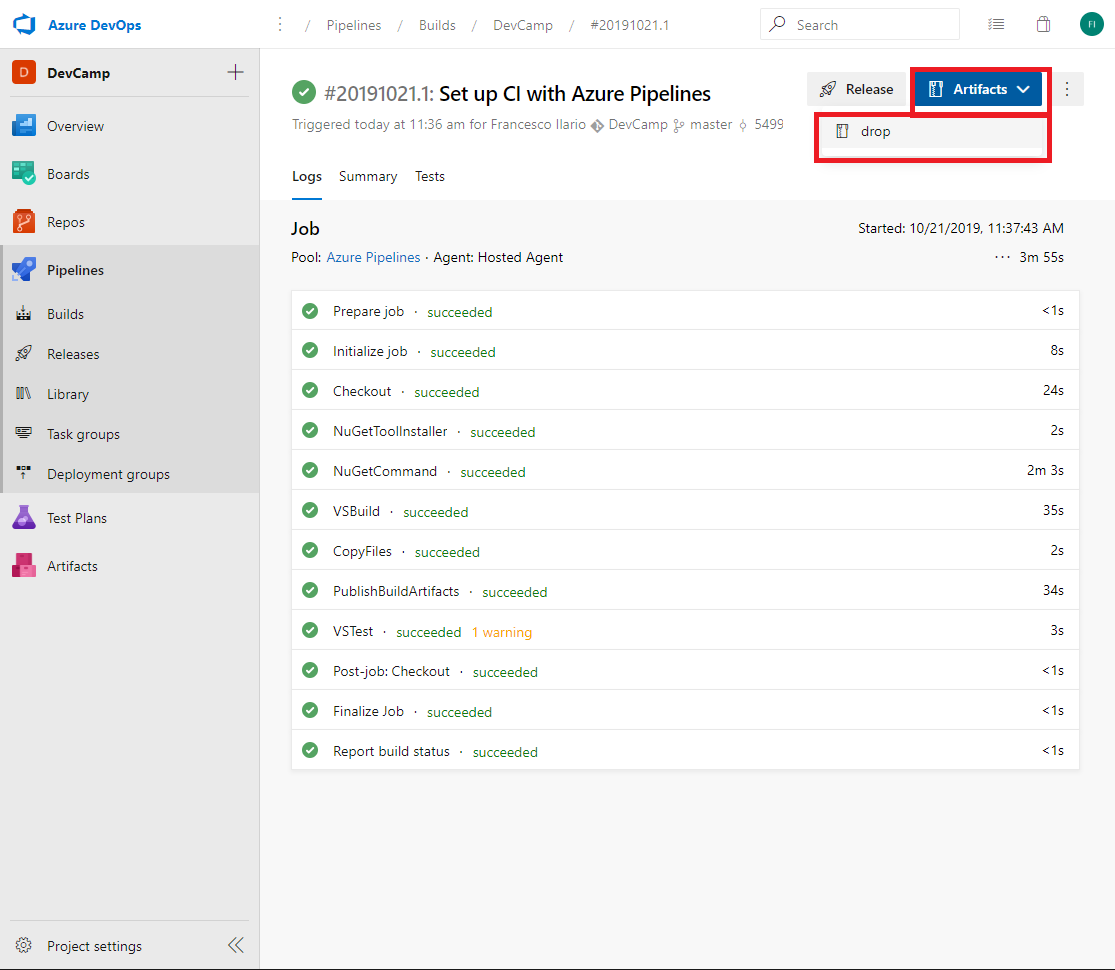 Azure DevOps
/ Pipelines / Builds / DevCamp / #20191021.1
Search
FI
D DevCamp
Overview
Boards
Repos
Pipelines
Builds
Releases
Library
Task groups
Deployment groups
Test Plans
Artifacts
Project settings
#20191021.1: Set up CI with Azure Pipelines
Release
Artifacts
drop
Triggered today at 11:36 am for Francesco Ilario DevCamp master 5499
Logs Summary Tests
Job
Started: 10/21/2019, 11:37:43 AM
Pool: Azure Pipelines · Agent: Hosted Agent
··· 3m 55s
Prepare job · succeeded <1s
Initialize job · succeeded 8s
Checkout · succeeded 24s
NuGetToolInstaller · succeeded 2s
NuGetCommand · succeeded 2m 3s
VSBuild · succeeded 35s
CopyFiles · succeeded 2s
PublishBuildArtifacts · succeeded 34s
VSTest · succeeded 1 warning 3s
Post-job: Checkout · succeeded <1s
Finalize Job · succeeded <1s
Report build status · succeeded <1s